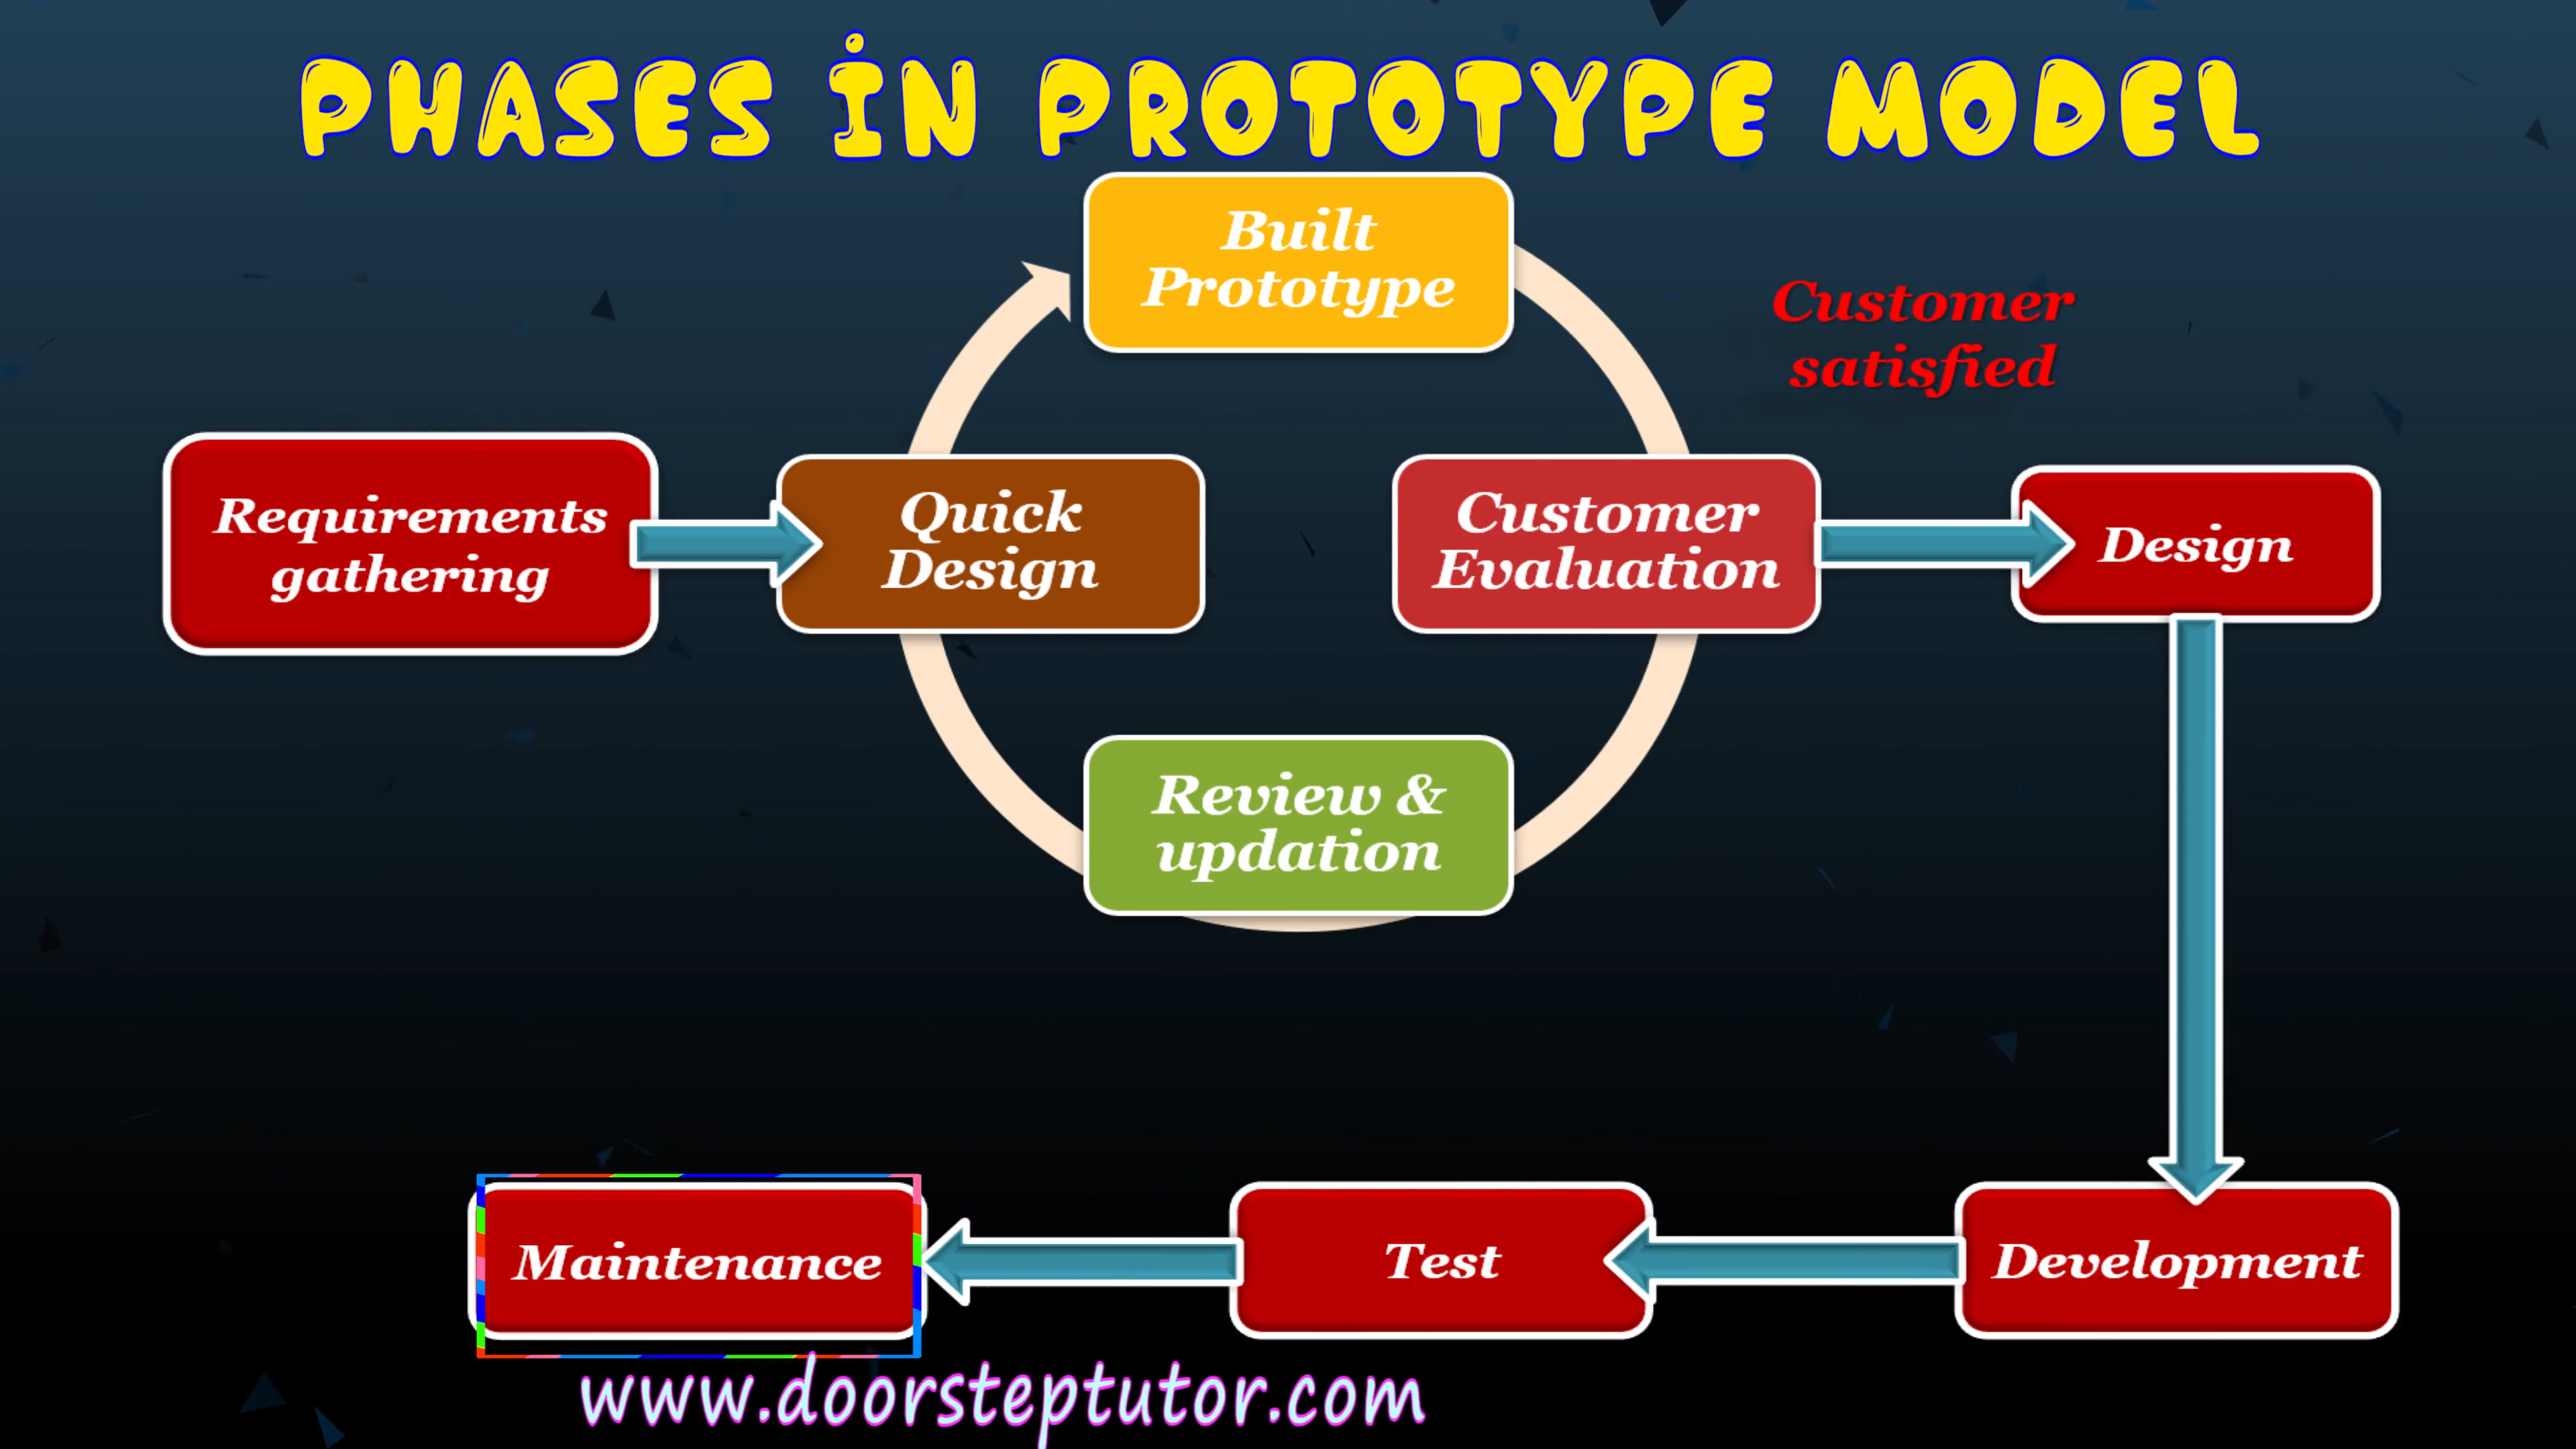 PHASES İN PROTOTYPE MODEL
Built
Prototype
Customer
satisfied
Requirements
gathering
Quick
Design
Customer
Evaluation
Design
Review &
updation
Maintenance
Test
Development
www.doorsteptutor.com